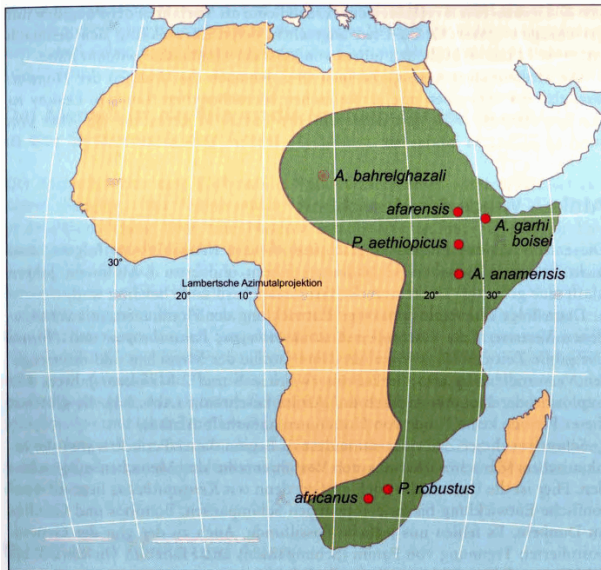 A. bahrelghazali
afarensis
A. garhi
boisei
P. aethiopicus
30°
A. anamensis
Lambertsche Azimutalprojektion
20°
10°
20°
30°
P. robustus
africanus